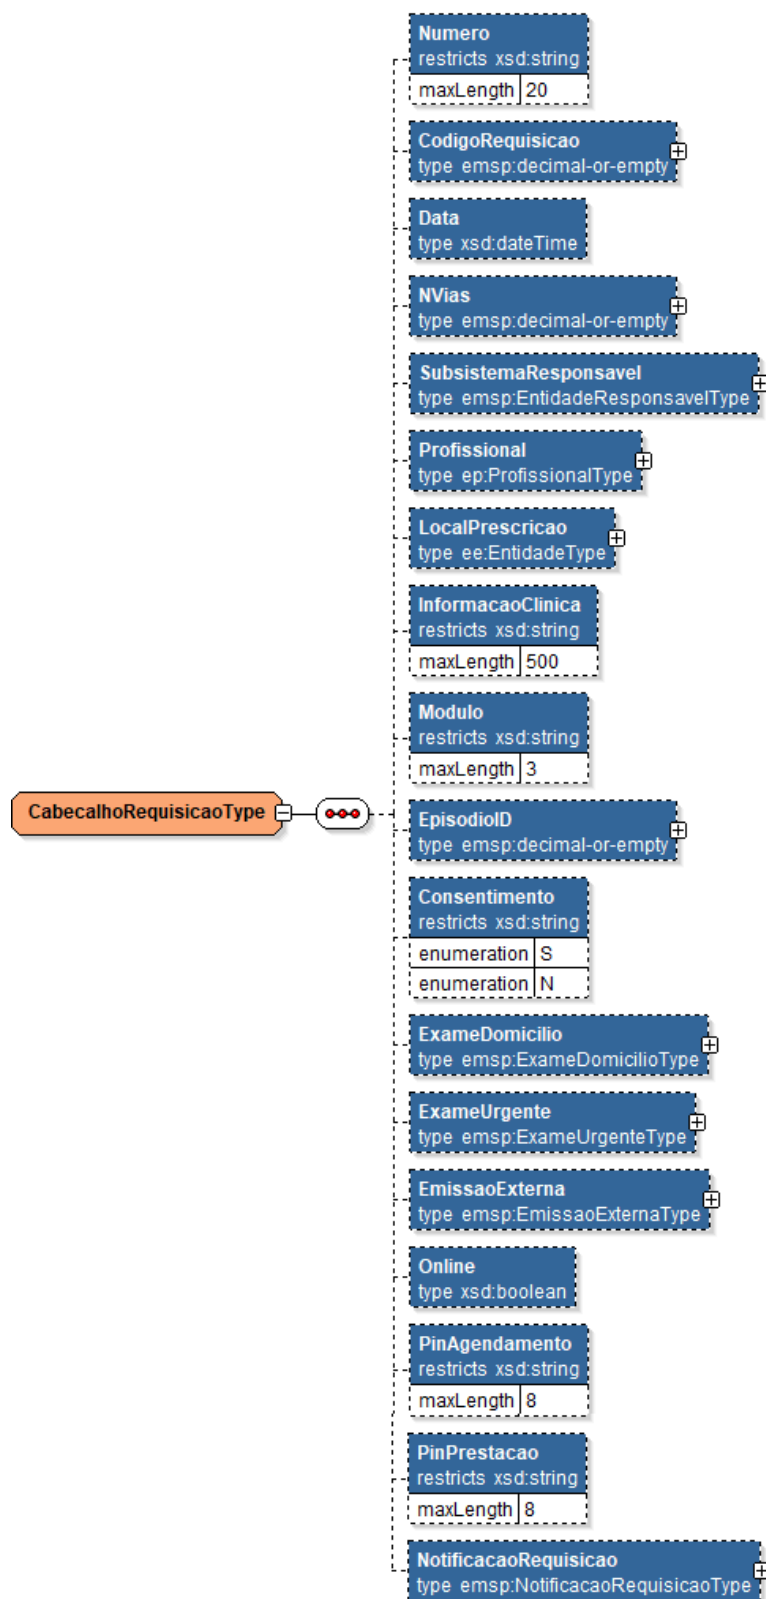 Numero
restricts xsd:string
maxLength 20
CodigoRequisicao
type emsp:decimal-or-empty
Data
type xsd:dateTime
NVias
type emsp:decimal-or-empty
SubsistemaResponsavel
type emsp:EntidadeResponsavelType
Profissional
type ep:ProfissionalType
LocalPrescricao
type ee:EntidadeType
InformacaoClinica
restricts xsd:string
maxLength 500
Modulo
restricts xsd:string
maxLength 3
CabecalhoRequisicaoType
EpisodioID
type emsp:decimal-or-empty
Consentimento
restricts xsd:string
enumeration S
enumeration N
ExameDomicilio
type emsp:ExameDomicilioType
ExameUrgente
type emsp:ExameUrgenteType
EmissaoExterna
type emsp:EmissaoExternaType
Online
type xsd:boolean
PinAgendamento
restricts xsd:string
maxLength 8
PinPrestacao
restricts xsd:string
maxLength 8
NotificacaoRequisicao
type emsp:NotificacaoRequisicaoType